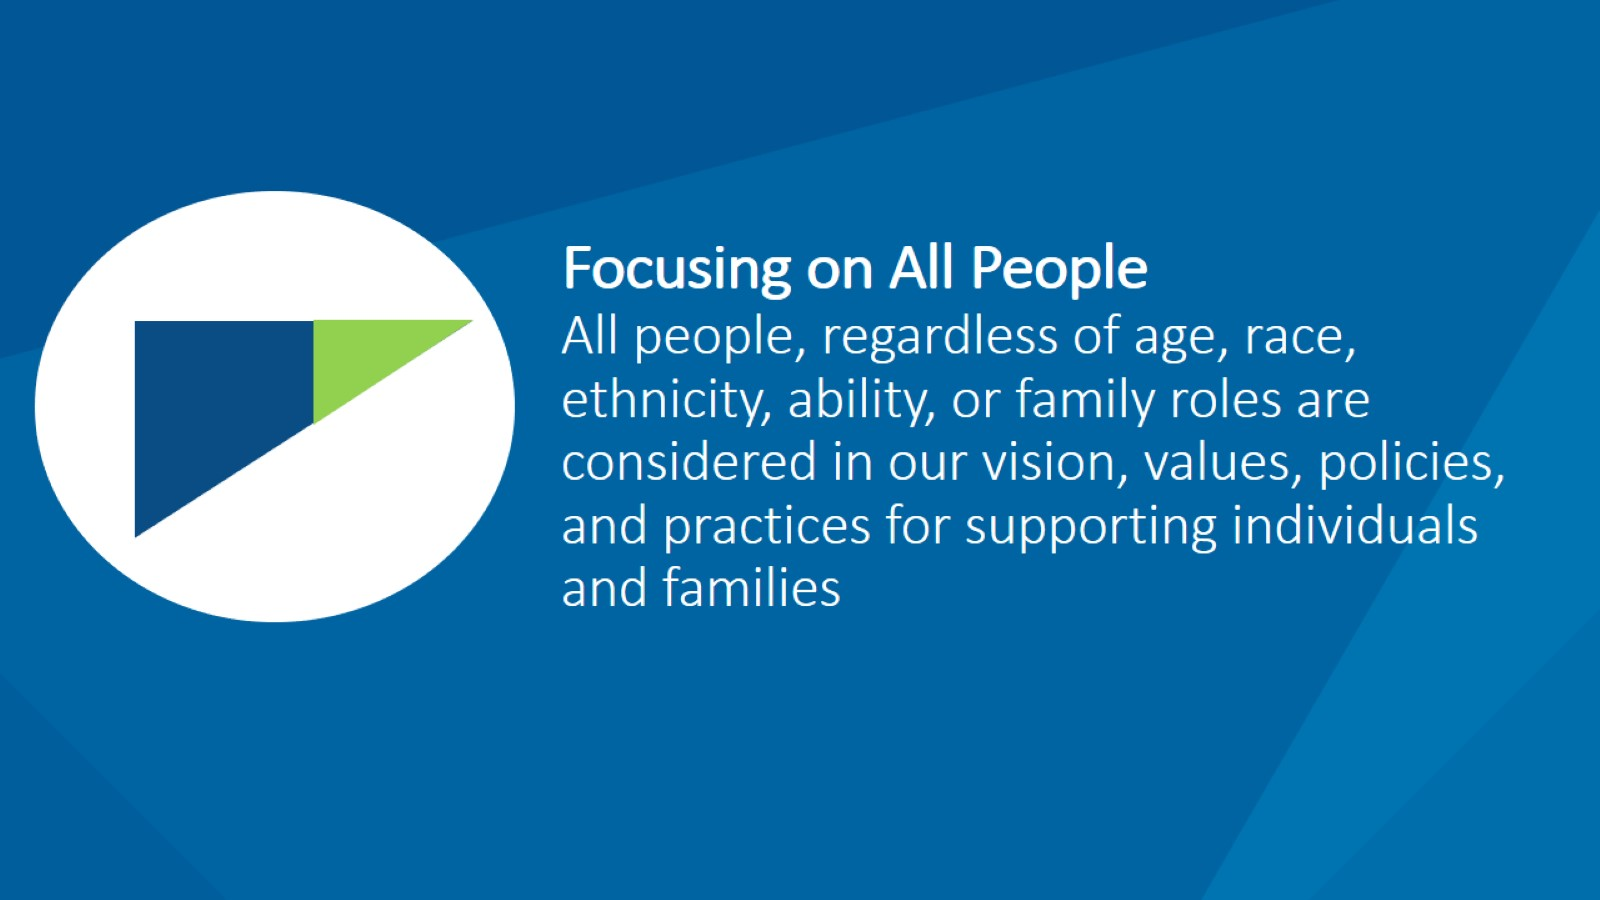 Focusing on All People
All people, regardless of age, race,
ethnicity, ability, or family roles are
considered in our vision, values, policies,
and practices for supporting individuals
and families